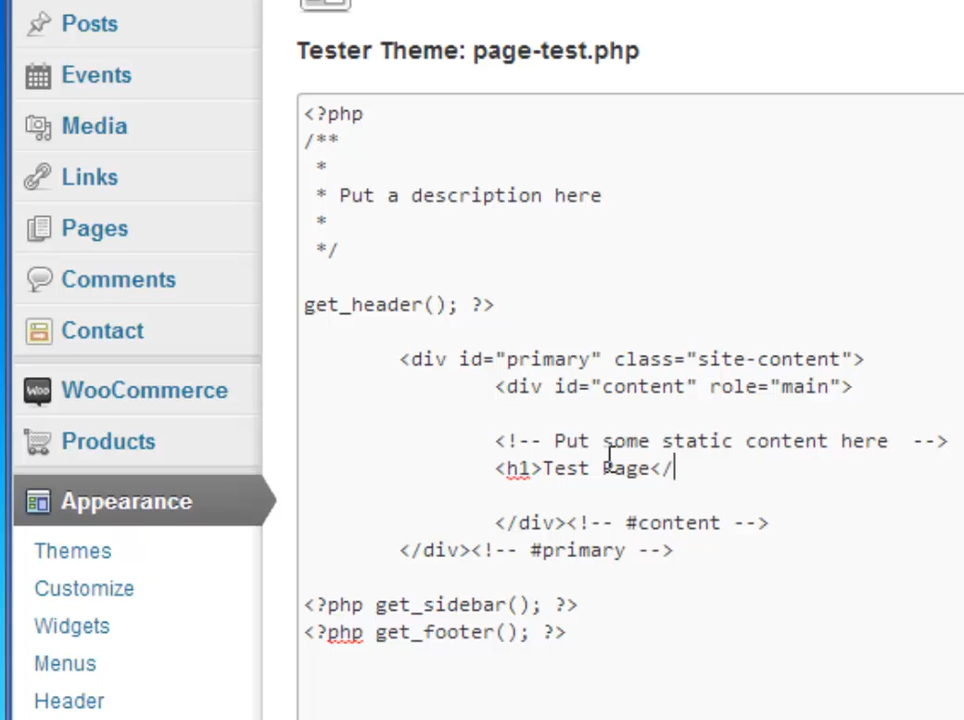 Posts
Events
Media
Links
Pages
Comments
Contact
Woo
WooCommerce
Products
Appearance
Themes
Customize
Widgets
Menus
Header
Tester Theme: page-test.php
<?php
/**
*
* Put a description here
*
*/
get_header(); ?>
<div id="primary" class="site-content">
<div id="content" role="main">
<!-- Put some static content here  -->
<h1>Test Page</
</div><!-- #content -->
</div><!-- #primary -->
<?php get_sidebar(); ?>
<?php get_footer(); ?>